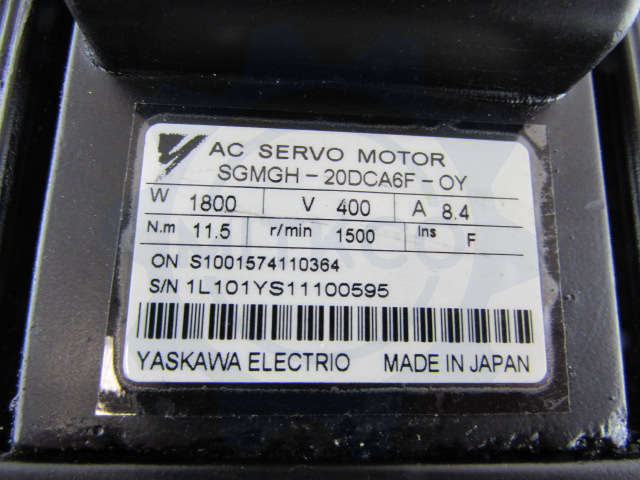 AC SERVO MOTOR
SGMGH-20DCA6F-OY
W 1800 V 400 A 8.4
N.m 11.5 r/min 1500 Ins F
ON S1001574110364
S/N 1L101YS11100595
YASKAWA ELECTRIO MADE IN JAPAN